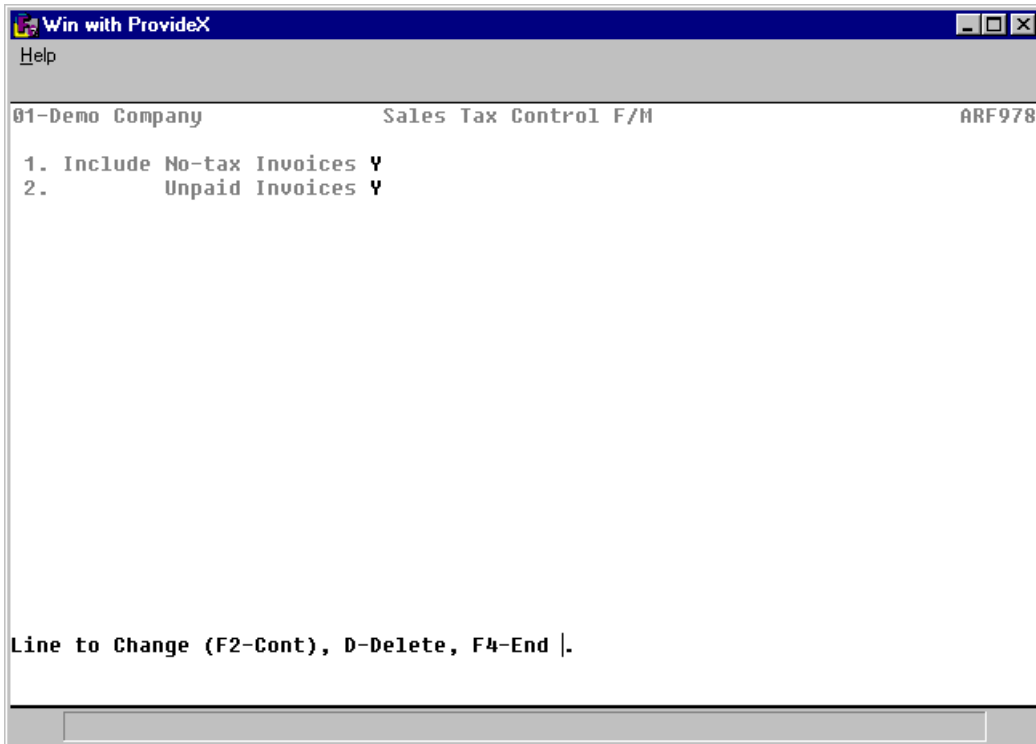 Win with ProvideX
Help
01-Demo Company Sales Tax Control F/M ARF978
1. Include No-tax Invoices Y
2. Unpaid Invoices Y
Line to Change (F2-Cont), D-Delete, F4-End .